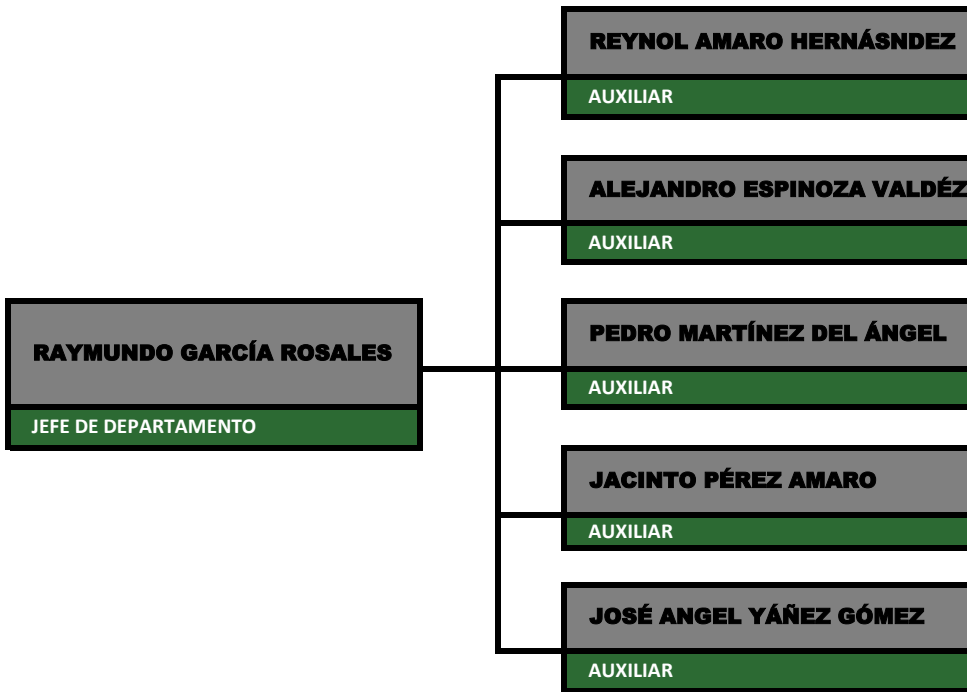 REYNOL AMARO HERNÁSNDEZ
AUXILIAR
ALEJANDRO ESPINOZA VALDÉZ
AUXILIAR
RAYMUNDO GARCÍA ROSALES
JEFE DE DEPARTAMENTO
PEDRO MARTÍNEZ DEL ÁNGEL
AUXILIAR
JACINTO PÉREZ AMARO
AUXILIAR
JOSÉ ANGEL YÁÑEZ GÓMEZ
AUXILIAR